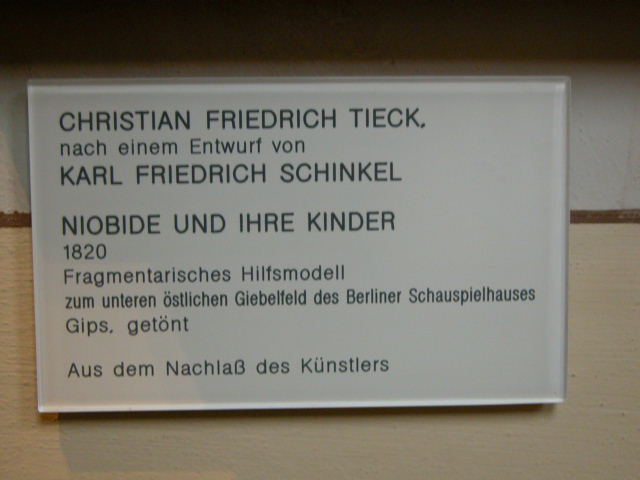 CHRISTIAN FRIEDRICH TIECK,
nach einem Entwurf von
KARL FRIEDRICH SCHINKEL
NIOBIDE UND IHRE KINDER
1820
Fragmentarisches Hilfsmodell
zum unteren östlichen Giebelfeld des Berliner Schauspielhauses
Gips, getönt
Aus dem Nachlaß des Künstlers